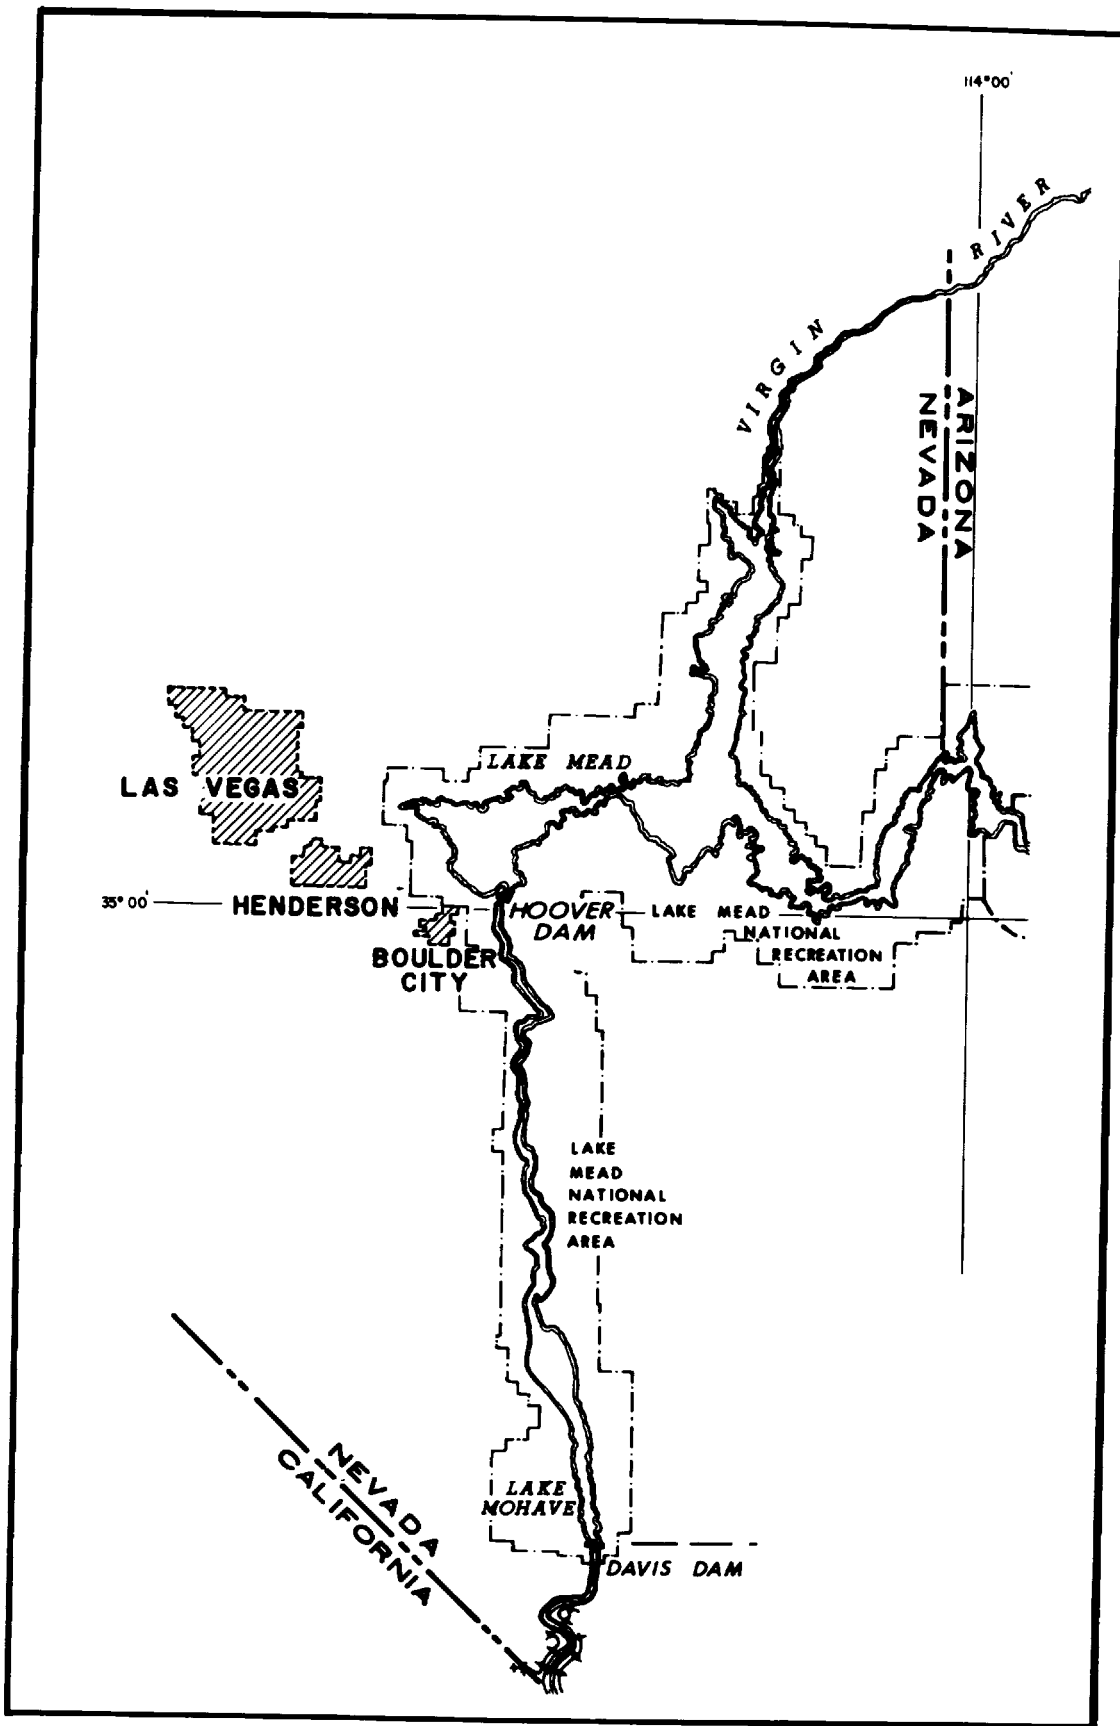 114°00'
VIRGIN RIVER
ARIZONA
NEVADA
LAKE MEAD
LAS VEGAS
35°00'
HENDERSON
HOOVER
DAM
LAKE MEAD
NATIONAL
RECREATION
AREA
BOULDER
CITY
LAKE
MEAD
NATIONAL
RECREATION
AREA
NEVADA
CALIFORNIA
LAKE
MOHAVE
DAVIS DAM